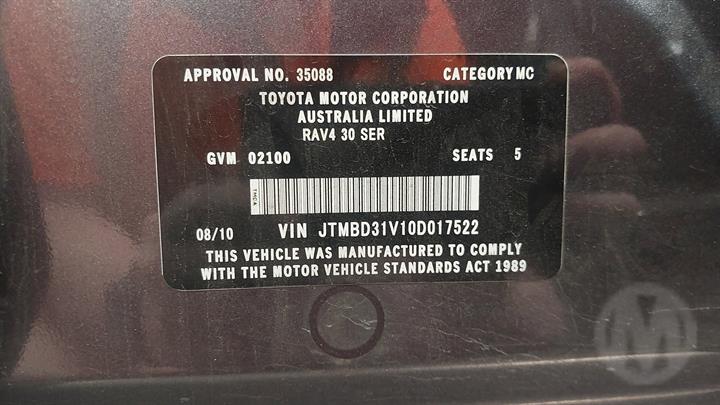 APPROVAL NO. 35088 CATEGORY MC
TOYOTA MOTOR CORPORATION
AUSTRALIA LIMITED
RAV4 30 SER
GVM 02100 SEATS 5
TMCA
08/10 VIN JTMBD31V10D017522
THIS VEHICLE WAS MANUFACTURED TO COMPLY
WITH THE MOTOR VEHICLE STANDARDS ACT 1989
M